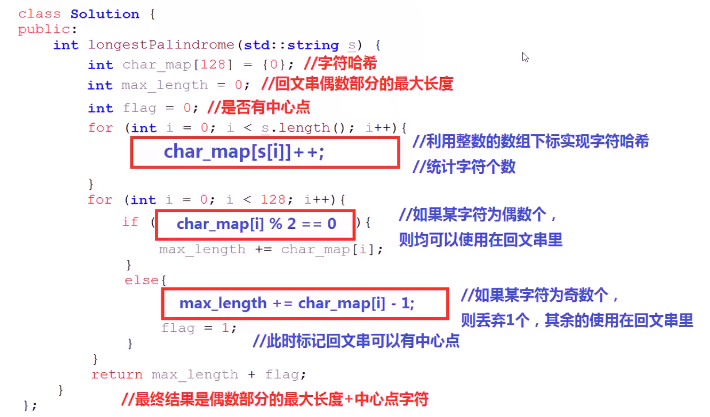 class Solution {
public:
int longestPalindrome(std::string s) {
int char_map[128] = {0}; //字符哈希
int max_length = 0; //回文串偶数部分的最大长度
int flag = 0; //是否有中心点
for (int i = 0; i < s.length(); i++){
char_map[s[i]]++; //利用整数的数组下标实现字符哈希
//统计字符个数
}
for (int i = 0; i < 128; i++){
if ( char_map[i] % 2 == 0 ){ //如果某字符为偶数个，
则均可以使用在回文串里
max_length += char_map[i];
}
else{
max_length += char_map[i] - 1; //如果某字符为奇数个，
则丢弃1个，其余的使用在回文串里
flag = 1;
} //此时标记回文串可以有中心点
}
return max_length + flag;
} //最终结果是偶数部分的最大长度+中心点字符
};